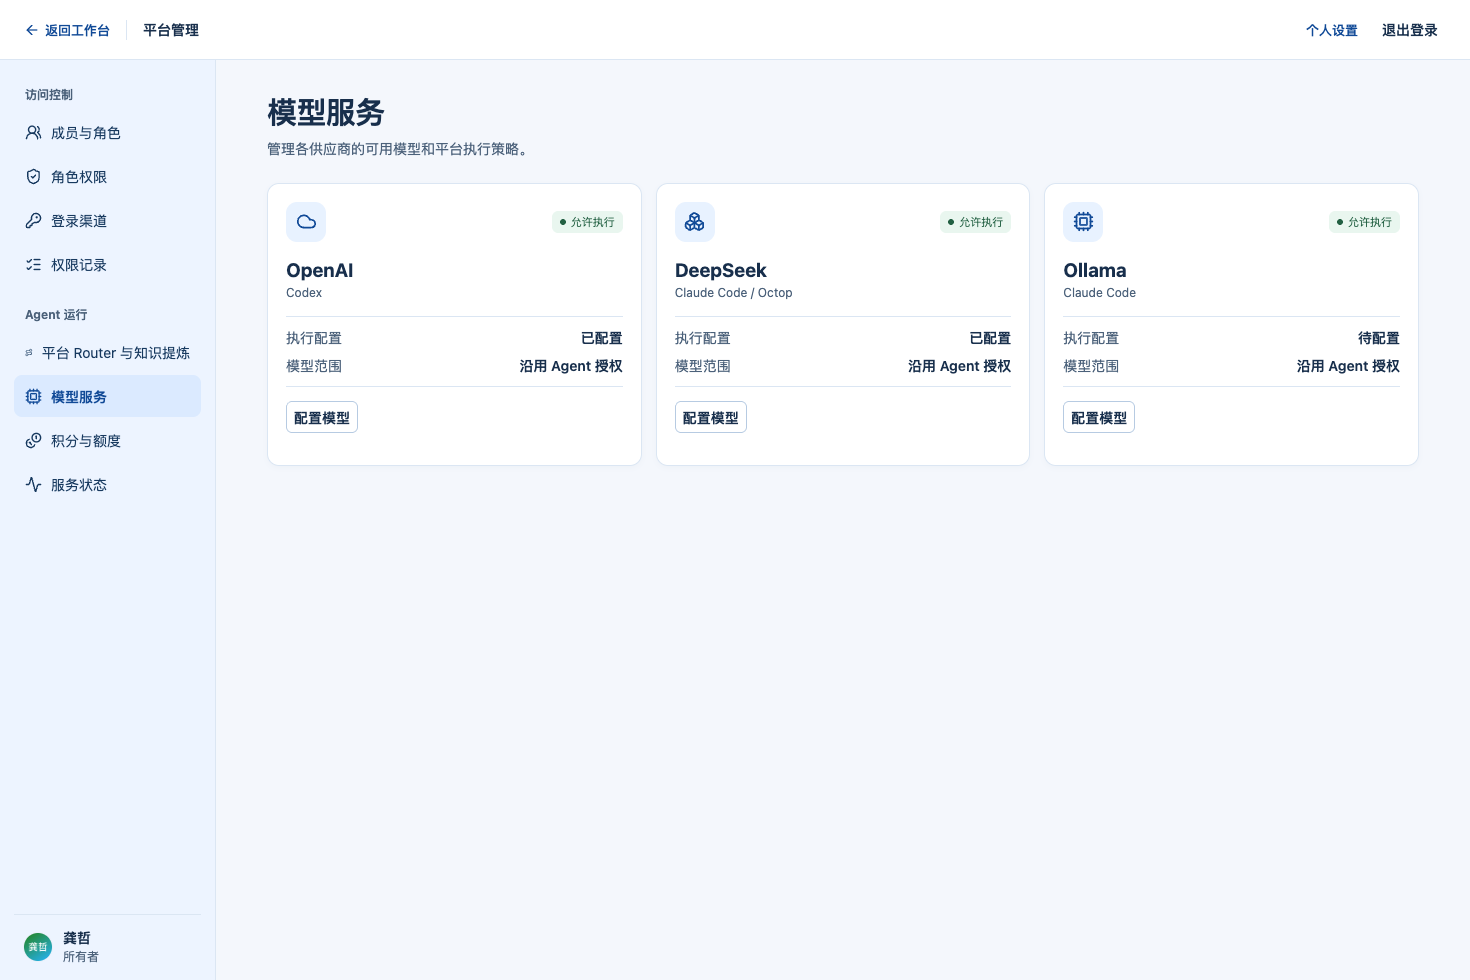 返回工作台
平台管理
个人设置
退出登录
访问控制
成员与角色
角色权限
登录渠道
权限记录
Agent 运行
平台 Router 与知识提炼
模型服务
积分与额度
服务状态
龚哲
龚哲
所有者
模型服务
管理各供应商的可用模型和平台执行策略。
允许执行
OpenAI
Codex
执行配置
已配置
模型范围
沿用 Agent 授权
配置模型
允许执行
DeepSeek
Claude Code / Octop
执行配置
已配置
模型范围
沿用 Agent 授权
配置模型
允许执行
Ollama
Claude Code
执行配置
待配置
模型范围
沿用 Agent 授权
配置模型